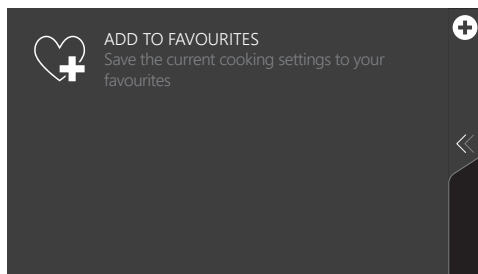 ADD TO FAVOURITES
Save the current cooking settings to your
favourites